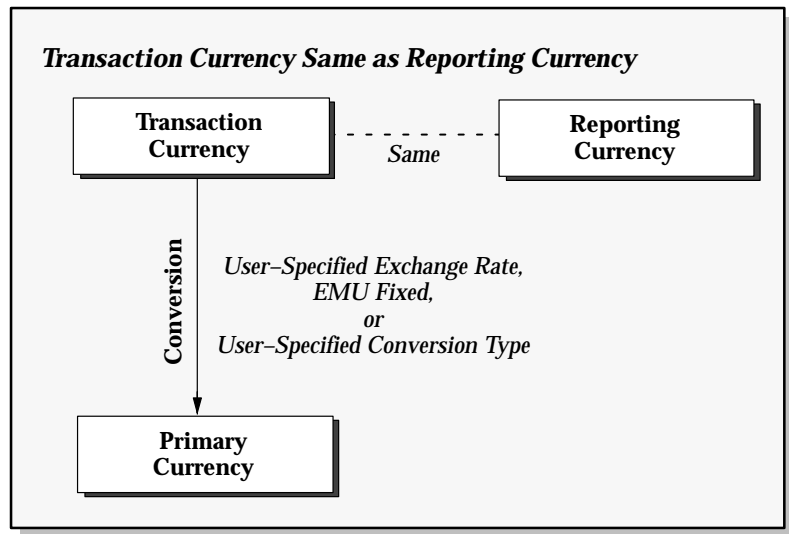 Transaction Currency Same as Reporting Currency
Transaction
Currency
Same
Reporting
Currency
Conversion
User–Specified Exchange Rate,
EMU Fixed,
or
User–Specified Conversion Type
Primary
Currency